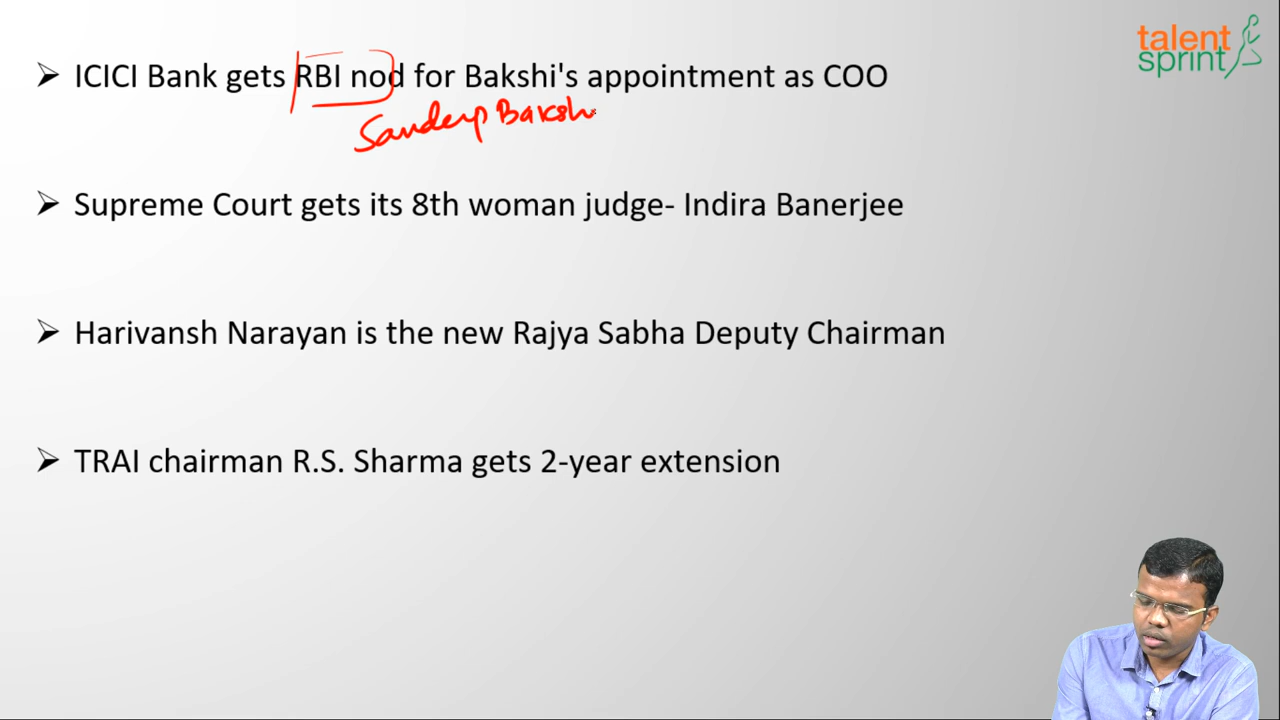 talent
sprint
➢ ICICI Bank gets RBI nod for Bakshi's appointment as COO
Sandeep Baksh
➢ Supreme Court gets its 8th woman judge- Indira Banerjee
➢ Harivansh Narayan is the new Rajya Sabha Deputy Chairman
➢ TRAI chairman R.S. Sharma gets 2-year extension